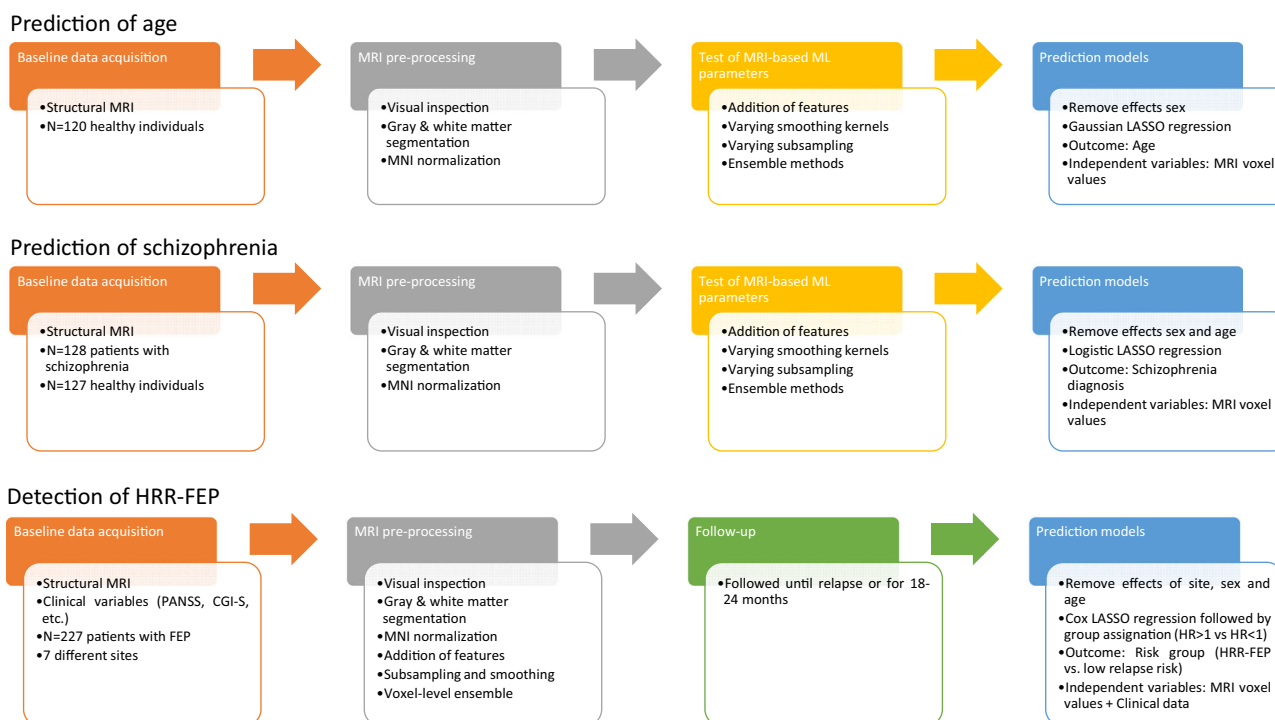 Prediction of age
Baseline data acquisition
•Structural MRI
•N=120 healthy individuals
MRI pre-processing
•Visual inspection
•Gray & white matter
segmentation
•MNI normalization
Test of MRI-based ML
parameters
•Addition of features
•Varying smoothing kernels
•Varying subsampling
•Ensemble methods
Prediction models
•Remove effects sex
•Gaussian LASSO regression
•Outcome: Age
•Independent variables: MRI voxel
values
Prediction of schizophrenia
Baseline data acquisition
•Structural MRI
•N=128 patients with
schizophrenia
•N=127 healthy individuals
MRI pre-processing
•Visual inspection
•Gray & white matter
segmentation
•MNI normalization
Test of MRI-based ML
parameters
•Addition of features
•Varying smoothing kernels
•Varying subsampling
•Ensemble methods
Prediction models
•Remove effects sex and age
•Logistic LASSO regression
•Outcome: Schizophrenia
diagnosis
•Independent variables: MRI voxel
values
Detection of HRR-FEP
Baseline data acquisition
•Structural MRI
•Clinical variables (PANSS, CGI-S,
etc.)
•N=227 patients with FEP
•7 different sites
MRI pre-processing
•Visual inspection
•Gray & white matter
segmentation
•MNI normalization
•Addition of features
•Subsampling and smoothing
•Voxel-level ensemble
Follow-up
•Followed until relapse or for 18-
24 months
Prediction models
•Remove effects of site, sex and
age
•Cox LASSO regression followed by
group assignation (HR>1 vs HR<1)
•Outcome: Risk group (HRR-FEP
vs. low relapse risk)
•Independent variables: MRI voxel
values + Clinical data